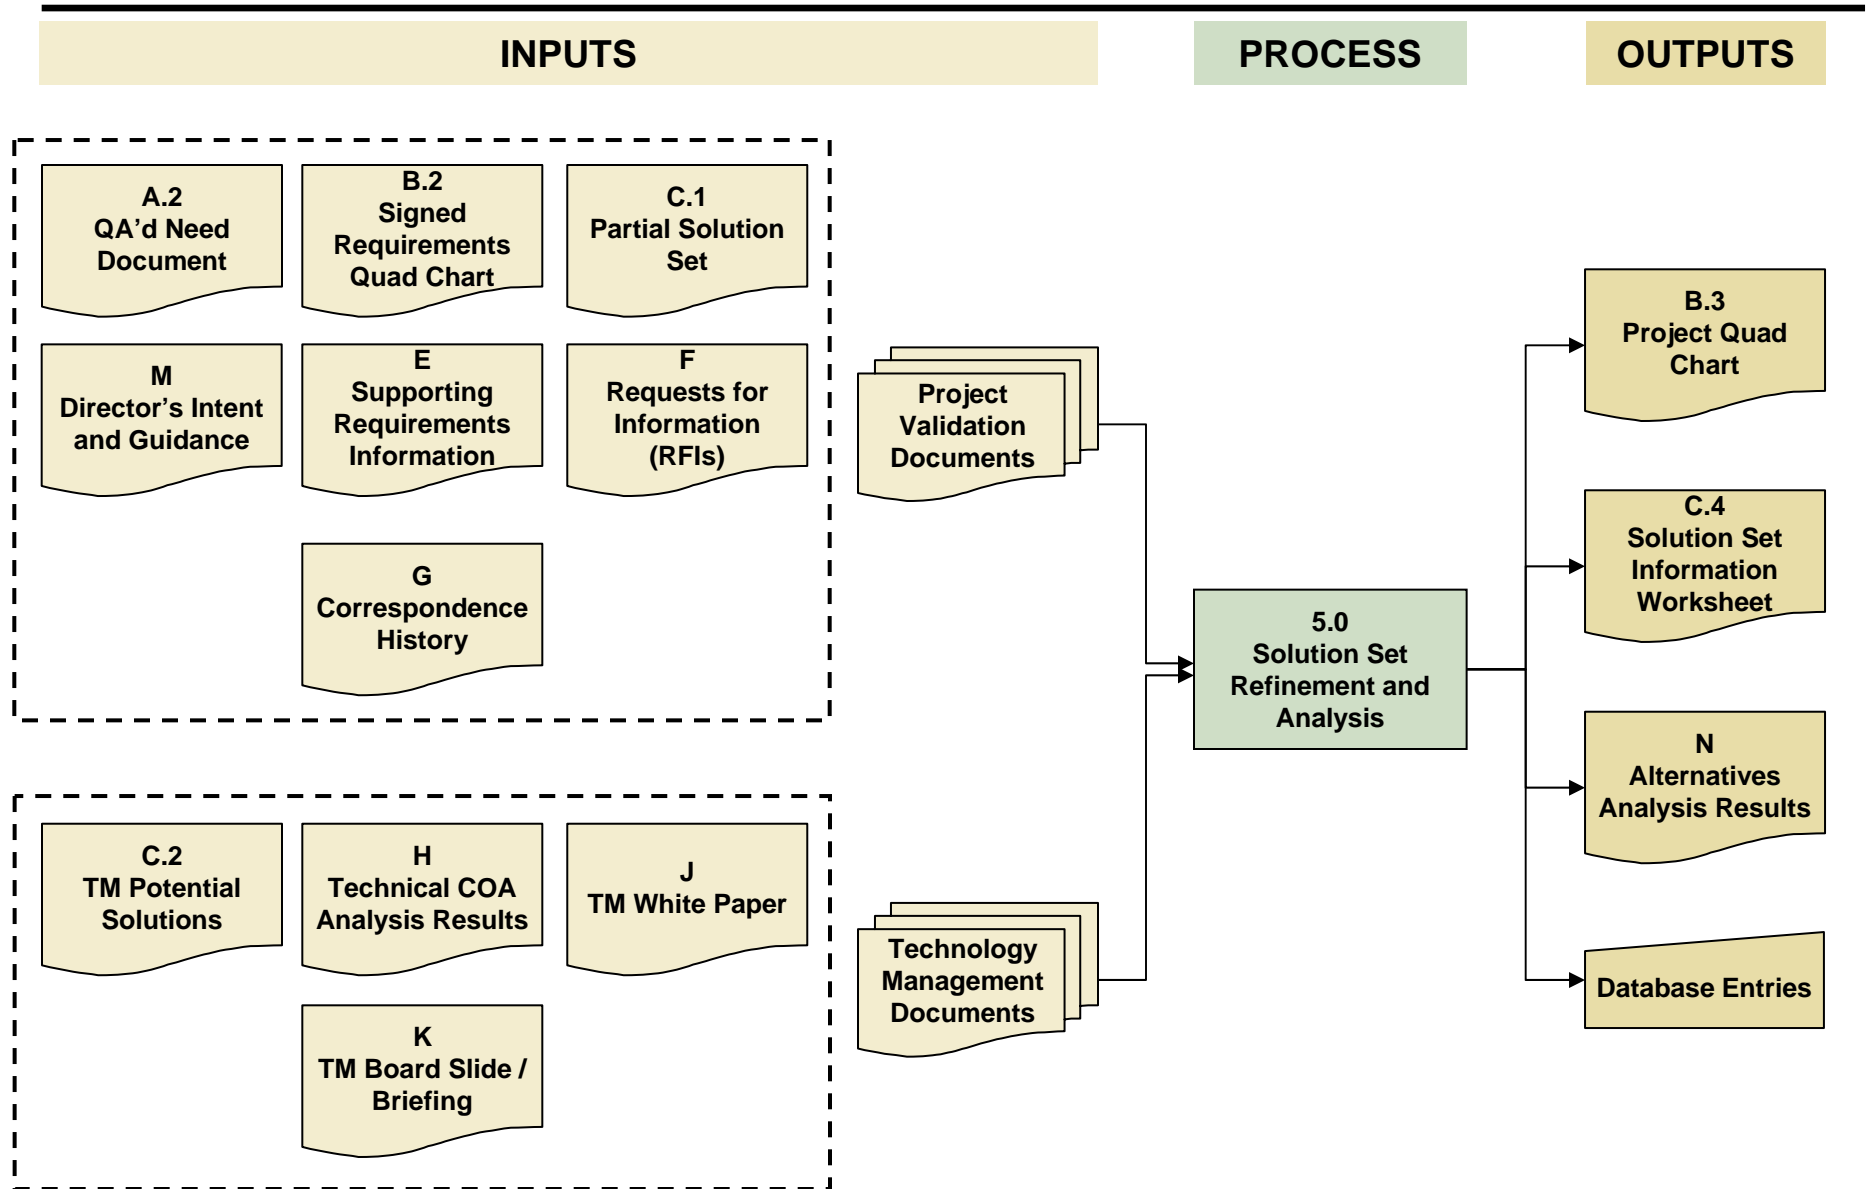 INPUTS
PROCESS
OUTPUTS
A.2
QA’d Need
Document
B.2
Signed
Requirements
Quad Chart
C.1
Partial Solution
Set
M
Director’s Intent
and Guidance
E
Supporting
Requirements
Information
F
Requests for
Information
(RFIs)
G
Correspondence
History
Project
Validation
Documents
C.2
TM Potential
Solutions
H
Technical COA
Analysis Results
J
TM White Paper
K
TM Board Slide /
Briefing
Technology
Management
Documents
5.0
Solution Set
Refinement and
Analysis
B.3
Project Quad
Chart
C.4
Solution Set
Information
Worksheet
N
Alternatives
Analysis Results
Database Entries